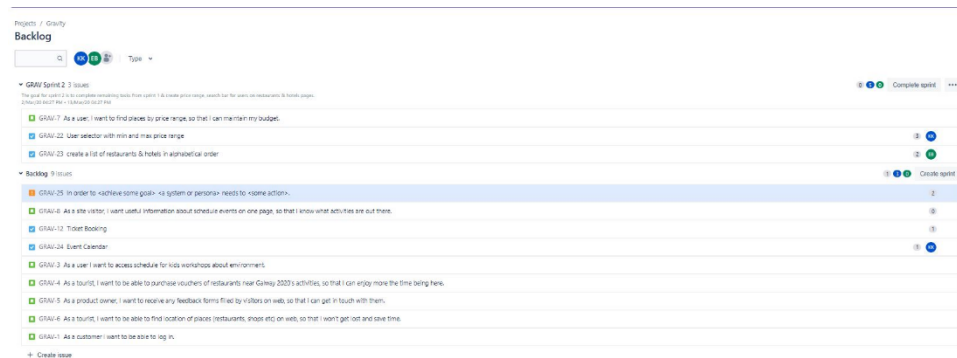 Projects / Gravity
Backlog
KK EB
Type
GRAV Sprint 2 3 issues
Complete sprint
The goal for sprint 2 is to complete remaining tasks from sprint 1 & create price range, search bar for users on restaurants & hotels pages.
GRAV-7 As a user, I want to find places by price range, so that I can maintain my budget.
GRAV-22 User selector with min and max price range
3 KK
GRAV-23 create a list of restaurants & hotels in alphabetical order
2 EB
Backlog 9 issues
Create sprint
GRAV-25 In order to <achieve some goal> <a system or persona> needs to <some action>.
2
GRAV-8 As a site visitor, I want useful information about schedule events on one page, so that I know what activities are out there.
GRAV-12 Ticket Booking
1
GRAV-24 Event Calendar
1 KK
GRAV-3 As a user I want to access schedule for kids workshops about environment.
GRAV-4 As a tourist, I want to be able to purchase vouchers of restaurants near Galway 2020's activities, so that I can enjoy more the time being here.
GRAV-5 As a product owner, I want to receive any feedback forms filled by visitors on web, so that I can get in touch with them.
GRAV-6 As a tourist, I want to be able to find location of places (restaurants, shops etc) on web, so that I won't get lost and save time.
GRAV-1 As a customer I want to be able to log in.
+ Create issue